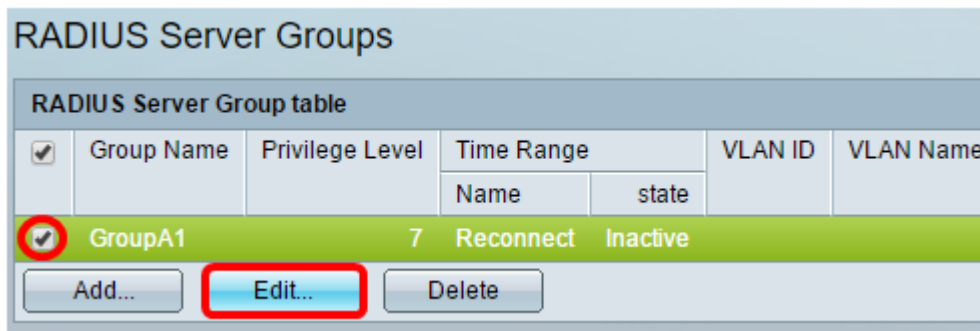 RADIUS Server Groups
RADIUS Server Group table
Group Name Privilege Level Time Range VLAN ID VLAN Name
Name state
GroupA1 7 Reconnect Inactive
Add... Edit... Delete